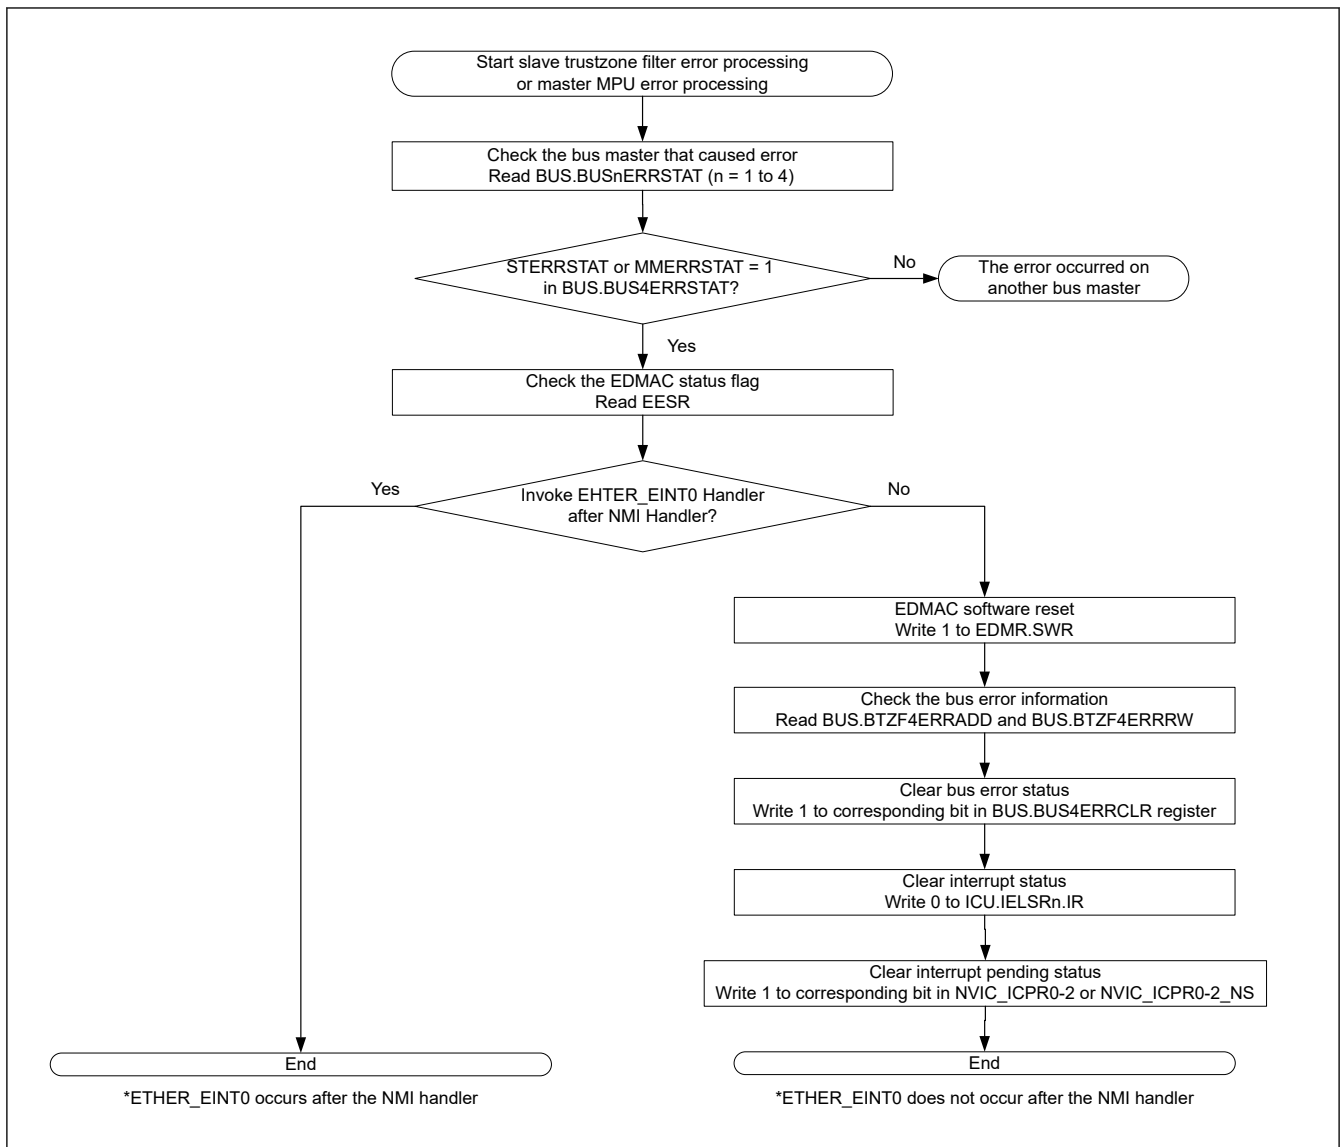 Start slave trustzone filter error processing
or master MPU error processing
Check the bus master that caused error
Read BUS.BUSnERRSTAT (n = 1 to 4)
STERRSTAT or MMERRSTAT = 1
in BUS.BUS4ERRSTAT?
No
The error occurred on
another bus master
Yes
Check the EDMAC status flag
Read EESR
Yes
Invoke EHTER_EINT0 Handler
after NMI Handler?
No
EDMAC software reset
Write 1 to EDMR.SWR
Check the bus error information
Read BUS.BTZF4ERRADD and BUS.BTZF4ERRRW
Clear bus error status
Write 1 to corresponding bit in BUS.BUS4ERRCLR register
Clear interrupt status
Write 0 to ICU.IELSRn.IR
Clear interrupt pending status
Write 1 to corresponding bit in NVIC_ICPR0-2 or NVIC_ICPR0-2_NS
End
End
*ETHER_EINT0 occurs after the NMI handler
*ETHER_EINT0 does not occur after the NMI handler